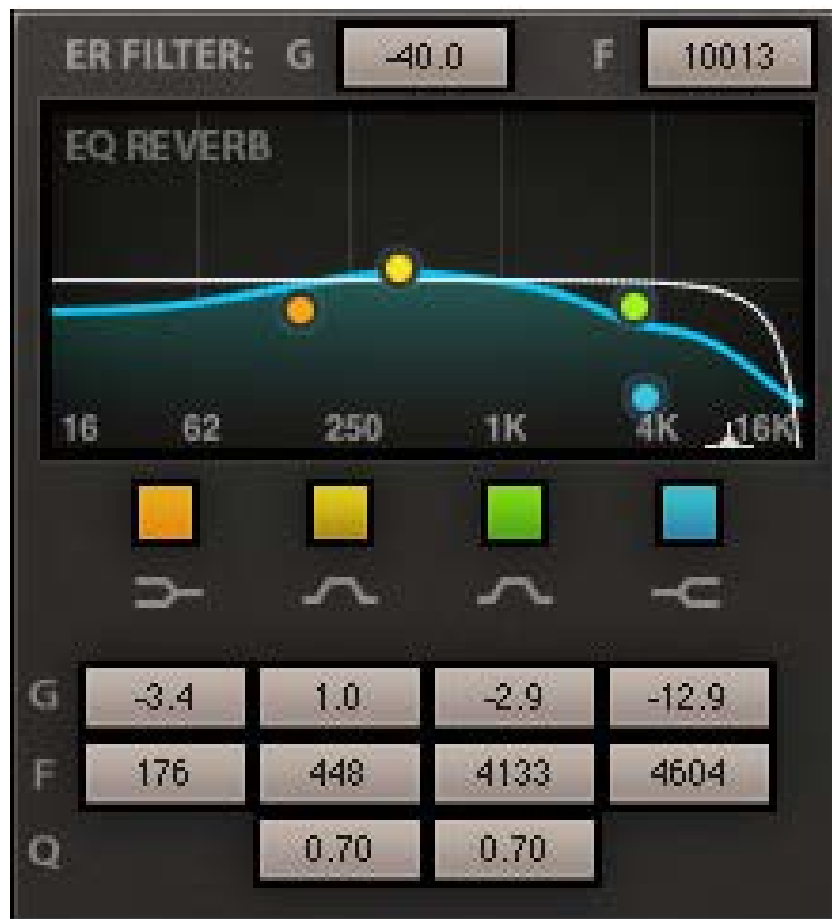 ER FILTER: G -40.0 F 10013
EQ REVERB
16 62 250 1K 4K 16K
G -3.4 1.0 -2.9 -12.9
F 176 448 4133 4604
Q 0.70 0.70